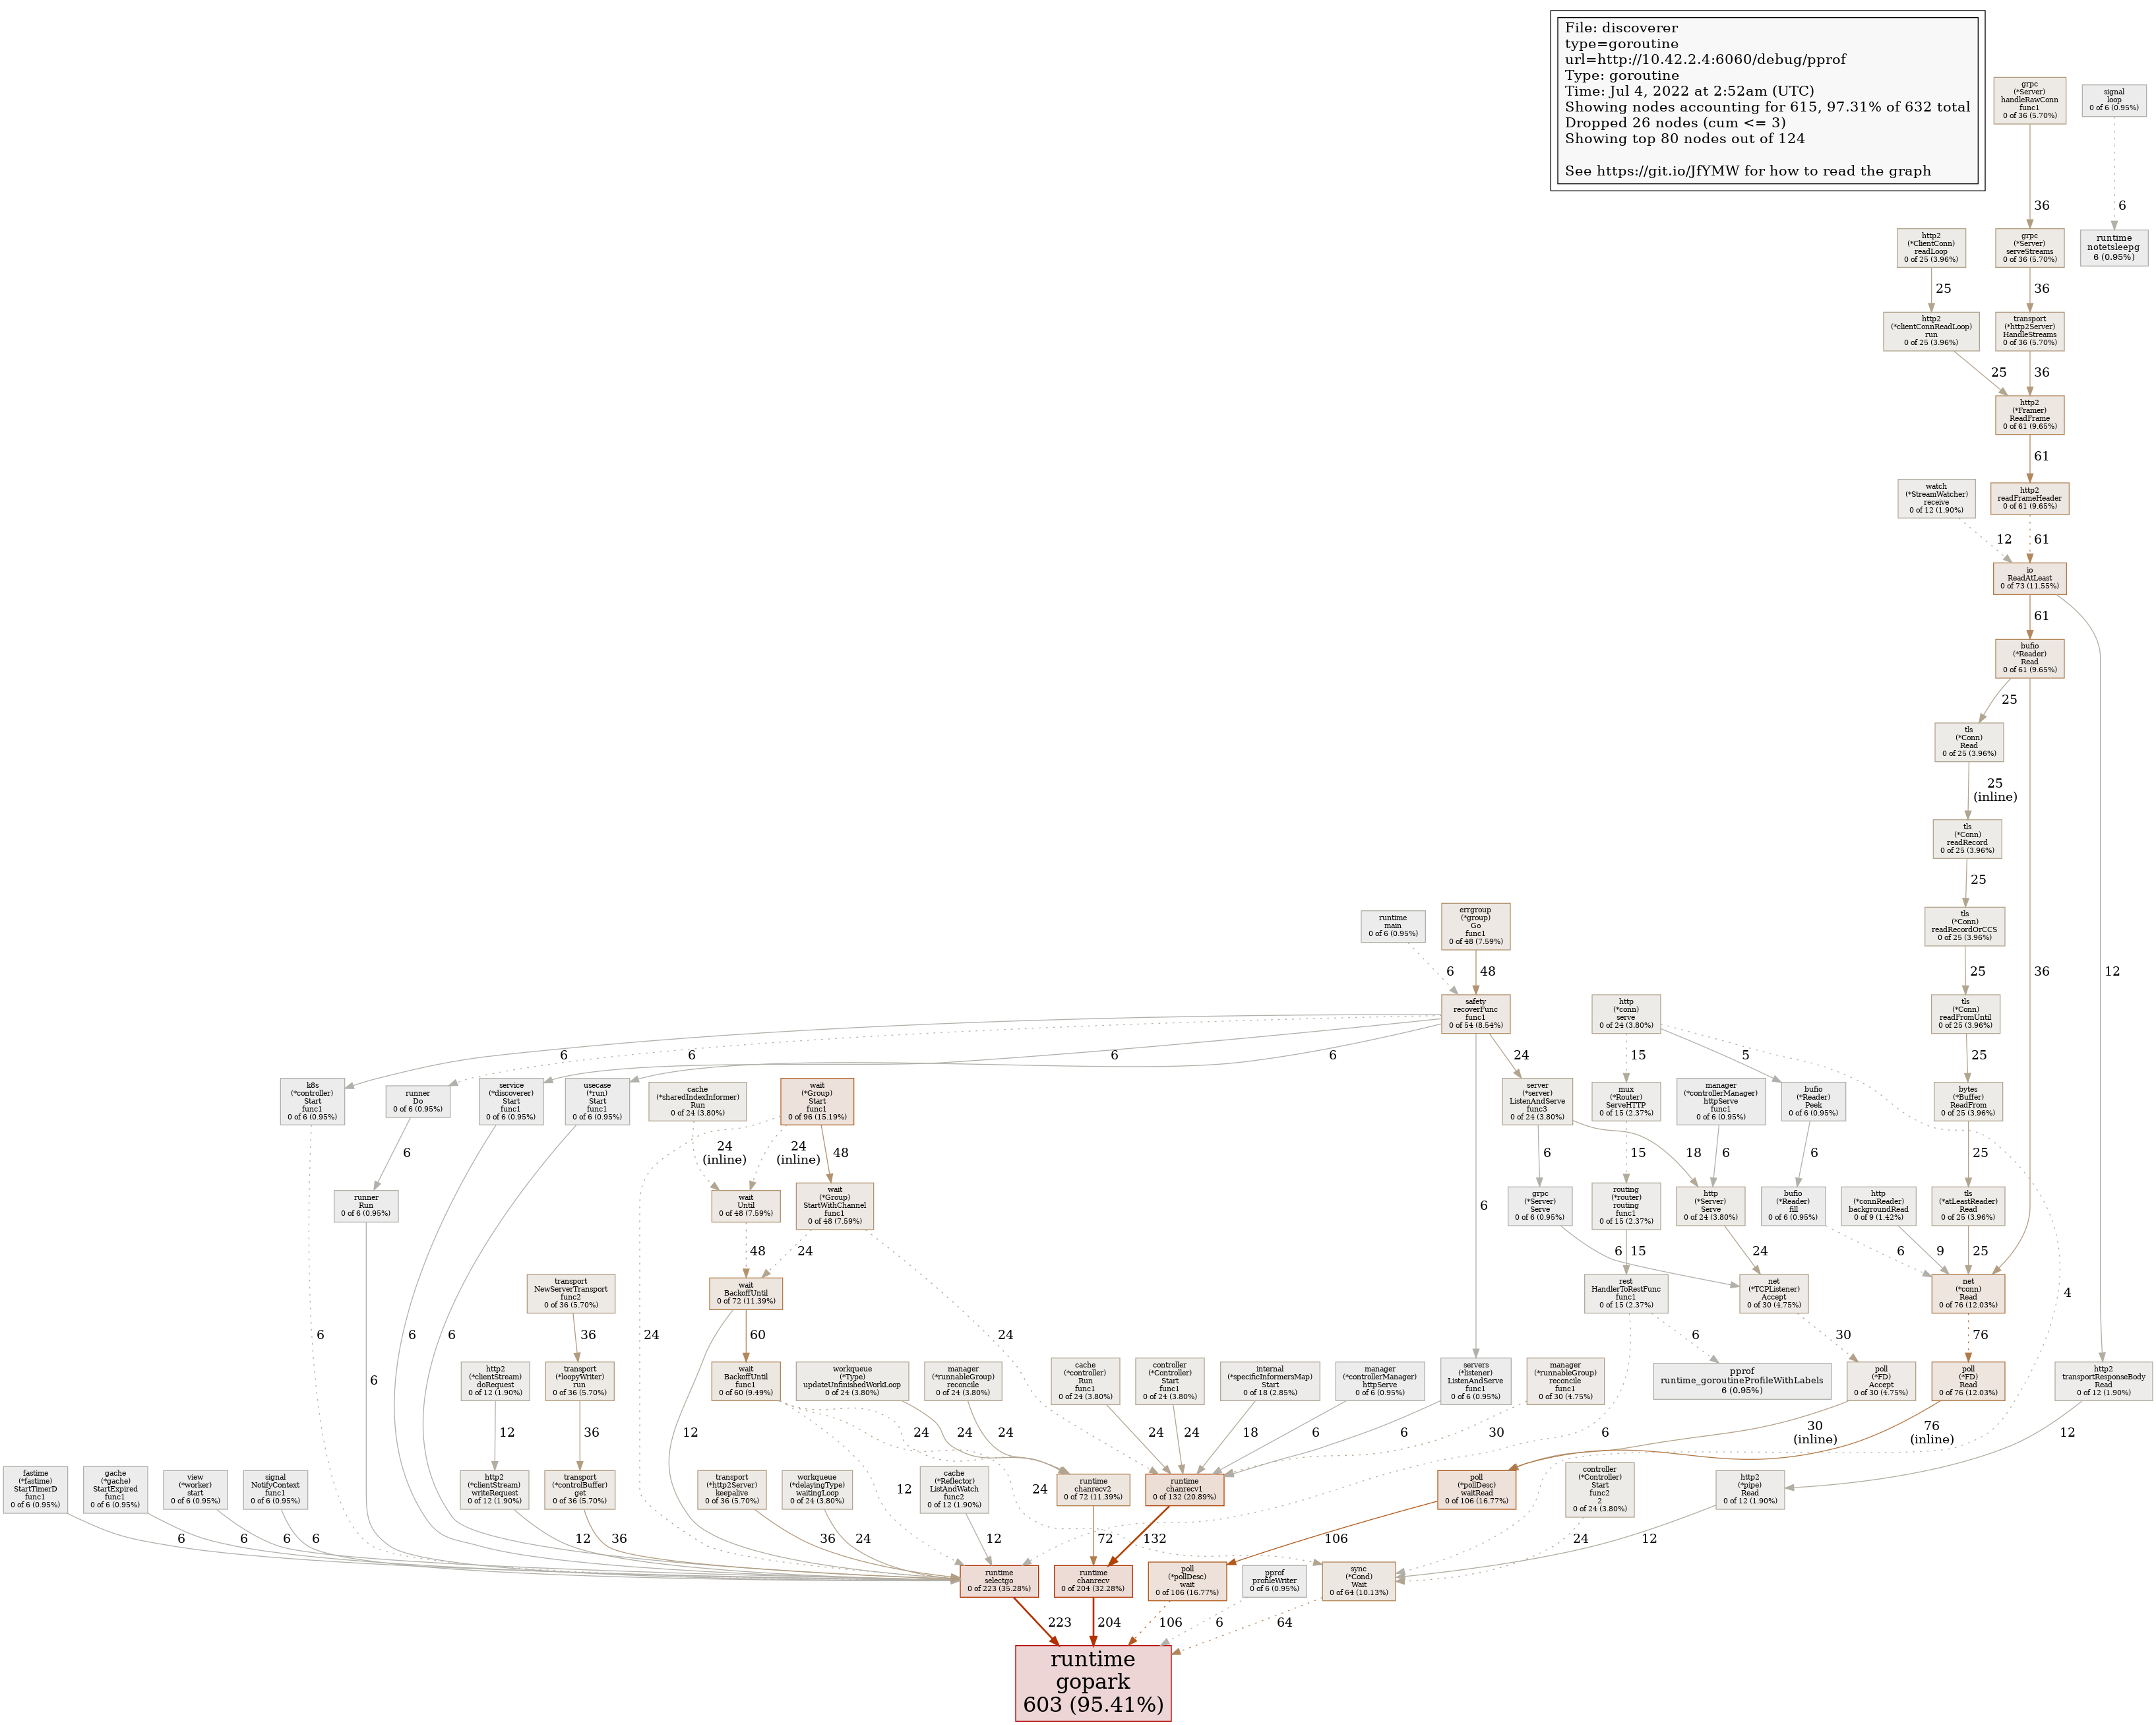 File: discoverer
type=goroutine
url=http://10.42.2.4:6060/debug/pprof
Type: goroutine
Time: Jul 4, 2022 at 2:52am (UTC)
Showing nodes accounting for 615, 97.31% of 632 total
Dropped 26 nodes (cum <= 3)
Showing top 80 nodes out of 124
See https://git.io/JfYMW for how to read the graph
grpc
(*Server)
handleRawConn
func1
0 of 36 (5.70%)
signal
loop
0 of 6 (0.95%)
36
6
http2
(*ClientConn)
readLoop
0 of 25 (3.96%)
grpc
(*Server)
serveStreams
0 of 36 (5.70%)
runtime
notetsleepg
6 (0.95%)
25
36
http2
(*clientConnReadLoop)
run
0 of 25 (3.96%)
transport
(*http2Server)
HandleStreams
0 of 36 (5.70%)
25
36
http2
(*Framer)
ReadFrame
0 of 61 (9.65%)
61
watch
(*StreamWatcher)
receive
0 of 12 (1.90%)
http2
readFrameHeader
0 of 61 (9.65%)
12
61
io
ReadAtLeast
0 of 73 (11.55%)
61
bufio
(*Reader)
Read
0 of 61 (9.65%)
25
tls
(*Conn)
Read
0 of 25 (3.96%)
25
(inline)
tls
(*Conn)
readRecord
0 of 25 (3.96%)
25
runtime
main
0 of 6 (0.95%)
errgroup
(*group)
Go
func1
0 of 48 (7.59%)
tls
(*Conn)
readRecordOrCCS
0 of 25 (3.96%)
6
48
25
36
12
safety
recoverFunc
func1
0 of 54 (8.54%)
http
(*conn)
serve
0 of 24 (3.80%)
tls
(*Conn)
readFromUntil
0 of 25 (3.96%)
6
6
6
6
24
15
5
25
k8s
(*controller)
Start
func1
0 of 6 (0.95%)
runner
Do
0 of 6 (0.95%)
service
(*discoverer)
Start
func1
0 of 6 (0.95%)
usecase
(*run)
Start
func1
0 of 6 (0.95%)
cache
(*sharedIndexInformer)
Run
0 of 24 (3.80%)
wait
(*Group)
Start
func1
0 of 96 (15.19%)
server
(*server)
ListenAndServe
func3
0 of 24 (3.80%)
mux
(*Router)
ServeHTTP
0 of 15 (2.37%)
manager
(*controllerManager)
httpServe
func1
0 of 6 (0.95%)
bufio
(*Reader)
Peek
0 of 6 (0.95%)
bytes
(*Buffer)
ReadFrom
0 of 25 (3.96%)
6
24
(inline)
24
(inline)
48
6
18
15
6
6
25
runner
Run
0 of 6 (0.95%)
wait
Until
0 of 48 (7.59%)
wait
(*Group)
StartWithChannel
func1
0 of 48 (7.59%)
6
grpc
(*Server)
Serve
0 of 6 (0.95%)
routing
(*router)
routing
func1
0 of 15 (2.37%)
http
(*Server)
Serve
0 of 24 (3.80%)
bufio
(*Reader)
fill
0 of 6 (0.95%)
http
(*connReader)
backgroundRead
0 of 9 (1.42%)
tls
(*atLeastReader)
Read
0 of 25 (3.96%)
48
24
6
15
24
6
9
25
transport
NewServerTransport
func2
0 of 36 (5.70%)
wait
BackoffUntil
0 of 72 (11.39%)
rest
HandlerToRestFunc
func1
0 of 15 (2.37%)
net
(*TCPListener)
Accept
0 of 30 (4.75%)
net
(*conn)
Read
0 of 76 (12.03%)
4
6
6
6
36
24
60
24
6
30
76
http2
(*clientStream)
doRequest
0 of 12 (1.90%)
transport
(*loopyWriter)
run
0 of 36 (5.70%)
wait
BackoffUntil
func1
0 of 60 (9.49%)
workqueue
(*Type)
updateUnfinishedWorkLoop
0 of 24 (3.80%)
manager
(*runnableGroup)
reconcile
0 of 24 (3.80%)
cache
(*controller)
Run
func1
0 of 24 (3.80%)
controller
(*Controller)
Start
func1
0 of 24 (3.80%)
internal
(*specificInformersMap)
Start
0 of 18 (2.85%)
manager
(*controllerManager)
httpServe
0 of 6 (0.95%)
servers
(*listener)
ListenAndServe
func1
0 of 6 (0.95%)
manager
(*runnableGroup)
reconcile
func1
0 of 30 (4.75%)
pprof
runtime_goroutineProfileWithLabels
6 (0.95%)
poll
(*FD)
Accept
0 of 30 (4.75%)
poll
(*FD)
Read
0 of 76 (12.03%)
http2
transportResponseBody
Read
0 of 12 (1.90%)
6
12
36
12
24
24
24
24
24
18
6
6
30
6
30
(inline)
76
(inline)
12
fastime
(*fastime)
StartTimerD
func1
0 of 6 (0.95%)
gache
(*gache)
StartExpired
func1
0 of 6 (0.95%)
view
(*worker)
start
0 of 6 (0.95%)
signal
NotifyContext
func1
0 of 6 (0.95%)
http2
(*clientStream)
writeRequest
0 of 12 (1.90%)
transport
(*controlBuffer)
get
0 of 36 (5.70%)
transport
(*http2Server)
keepalive
0 of 36 (5.70%)
workqueue
(*delayingType)
waitingLoop
0 of 24 (3.80%)
cache
(*Reflector)
ListAndWatch
func2
0 of 12 (1.90%)
runtime
chanrecv2
0 of 72 (11.39%)
runtime
chanrecv1
0 of 132 (20.89%)
poll
(*pollDesc)
waitRead
0 of 106 (16.77%)
controller
(*Controller)
Start
func2
2
0 of 24 (3.80%)
http2
(*pipe)
Read
0 of 12 (1.90%)
12
24
6
6
6
6
12
36
36
24
12
72
132
106
24
12
runtime
selectgo
0 of 223 (35.28%)
runtime
chanrecv
0 of 204 (32.28%)
poll
(*pollDesc)
wait
0 of 106 (16.77%)
pprof
profileWriter
0 of 6 (0.95%)
sync
(*Cond)
Wait
0 of 64 (10.13%)
223
204
106
6
64
runtime
gopark
603 (95.41%)